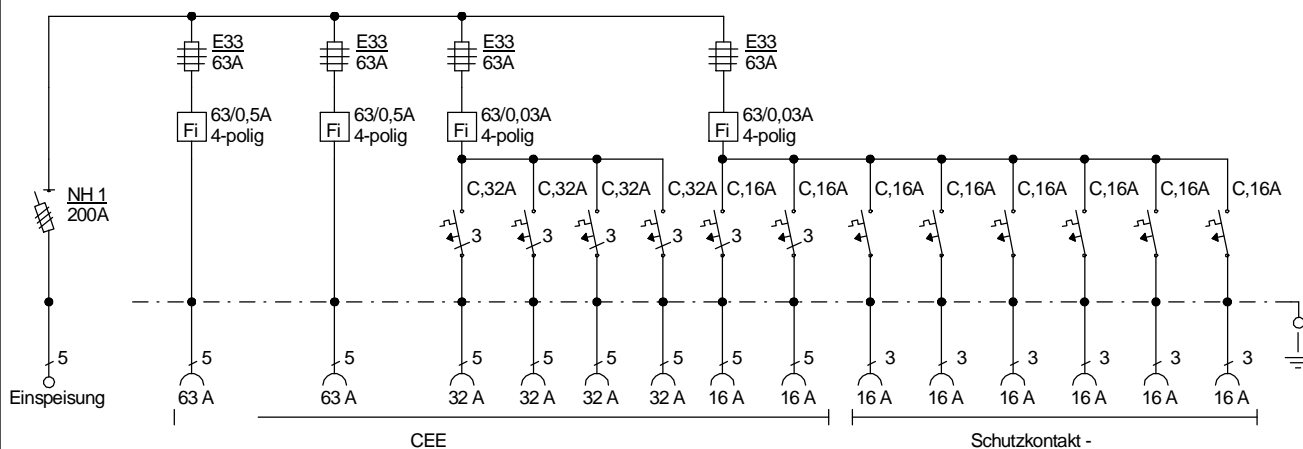 E33 E33 E33 E33
63A 63A 63A 63A
63/0,5A 63/0,5A 63/0,03A 63/0,03A
Fi Fi Fi Fi
4-polig 4-polig 4-polig 4-polig
NH 1
200A
C,32A C,32A C,32A C,32A C,16A C,16A C,16A C,16A C,16A C,16A C,16A C,16A
3 3 3 3 3 3
5 5 5 5 5 5 5 5 5 3 3 3 3 3 3
Einspeisung 63 A 63 A 32 A 32 A 32 A 32 A 16 A 16 A 16 A 16 A 16 A 16 A 16 A 16 A
CEE Schutzkontakt -